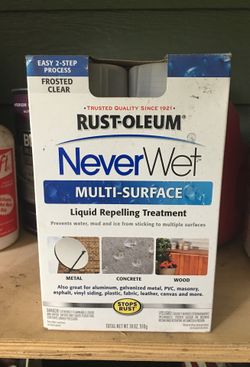 EASY 2-STEP
PROCESS
FROSTED
CLEAR
• TRUSTED QUALITY SINCE 1921 •
RUST-OLEUM®
NeverWet
MULTI-SURFACE
Liquid Repelling Treatment
Prevents water, mud and ice from sticking to multiple surfaces
METAL
CONCRETE
WOOD
Also great for aluminum, galvanized metal, PVC, masonry,
asphalt, vinyl siding, plastic, fabric, leather, canvas and more.
STOPS
RUST